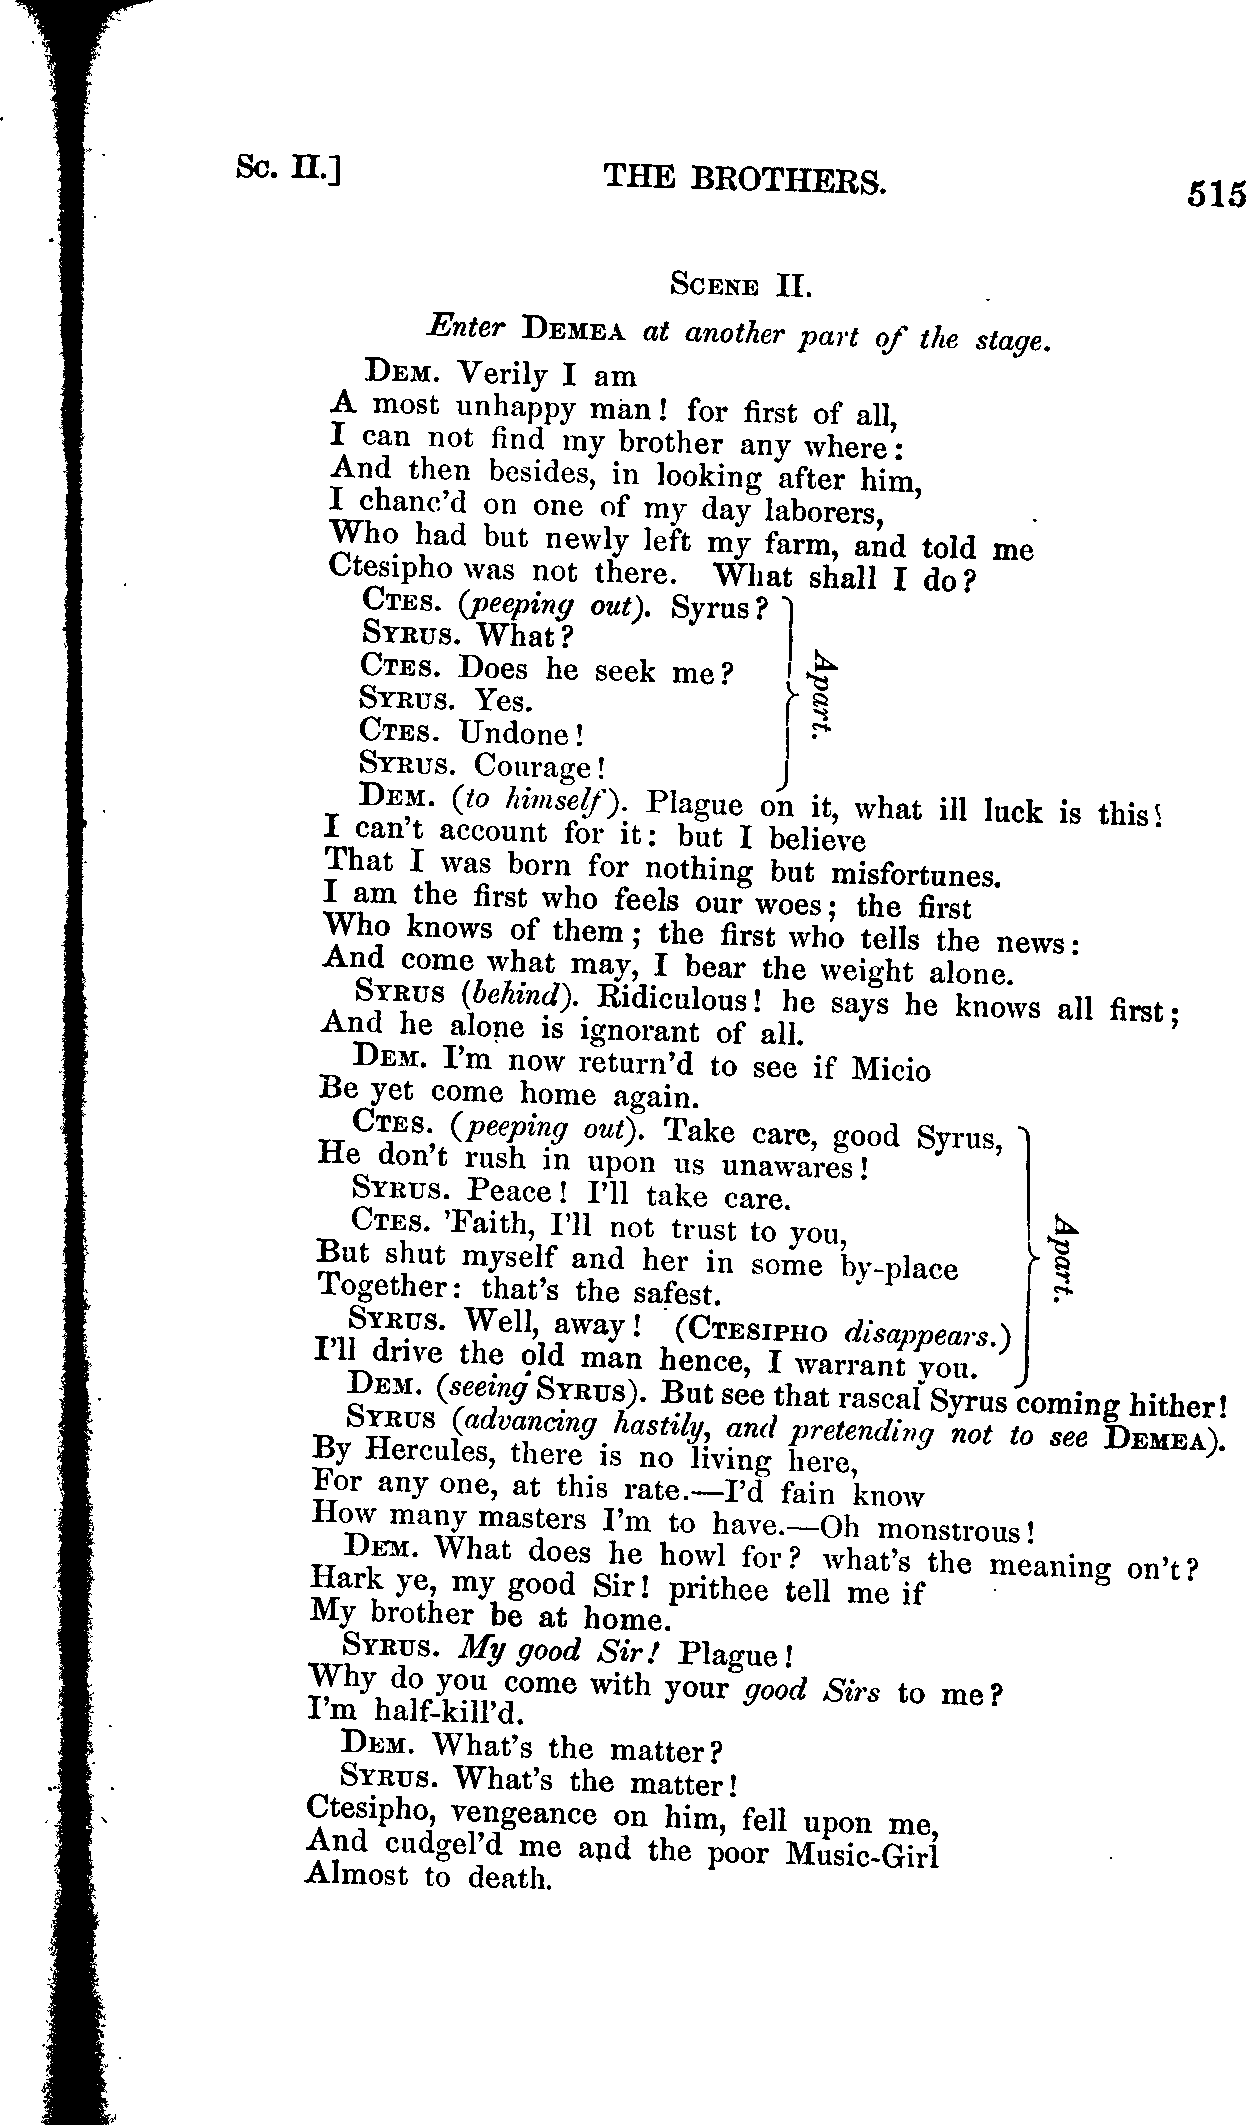 Sc. II.] THE BROTHERS. 515
Scene II.
Enter Demea at another part of the stage.
Dem. Verily I am
A most unhappy man! for first of all,
I can not find my brother any where:
And then besides, in looking after him,
I chanc'd on one of my day laborers,
Who had but newly left my farm, and told me
Ctesipho was not there. What shall I do?
Ctes. (peeping out). Syrus?
Syrus. What?
Ctes. Does he seek me?
Syrus. Yes.
Ctes. Undone!
Syrus. Courage!
Apart.
Dem. (to himself). Plague on it, what ill luck is this!
I can't account for it: but I believe
That I was born for nothing but misfortunes.
I am the first who feels our woes; the first
Who knows of them; the first who tells the news:
And come what may, I bear the weight alone.
Syrus (behind). Ridiculous! he says he knows all first;
And he alone is ignorant of all.
Dem. I'm now return'd to see if Micio
Be yet come home again.
Ctes. (peeping out). Take care, good Syrus,
He don't rush in upon us unawares!
Syrus. Peace! I'll take care.
Ctes. 'Faith, I'll not trust to you,
But shut myself and her in some by-place
Together: that's the safest.
Syrus. Well, away! (Ctesipho disappears.)
I'll drive the old man hence, I warrant you.
Apart.
Dem. (seeing Syrus). But see that rascal Syrus coming hither!
Syrus (advancing hastily, and pretending not to see Demea).
By Hercules, there is no living here,
For any one, at this rate.—I'd fain know
How many masters I'm to have.—Oh monstrous!
Dem. What does he howl for? what's the meaning on't?
Hark ye, my good Sir! prithee tell me if
My brother be at home.
Syrus. My good Sir! Plague!
Why do you come with your good Sirs to me?
I'm half-kill'd.
Dem. What's the matter?
Syrus. What's the matter!
Ctesipho, vengeance on him, fell upon me,
And cudgel'd me and the poor Music-Girl
Almost to death.